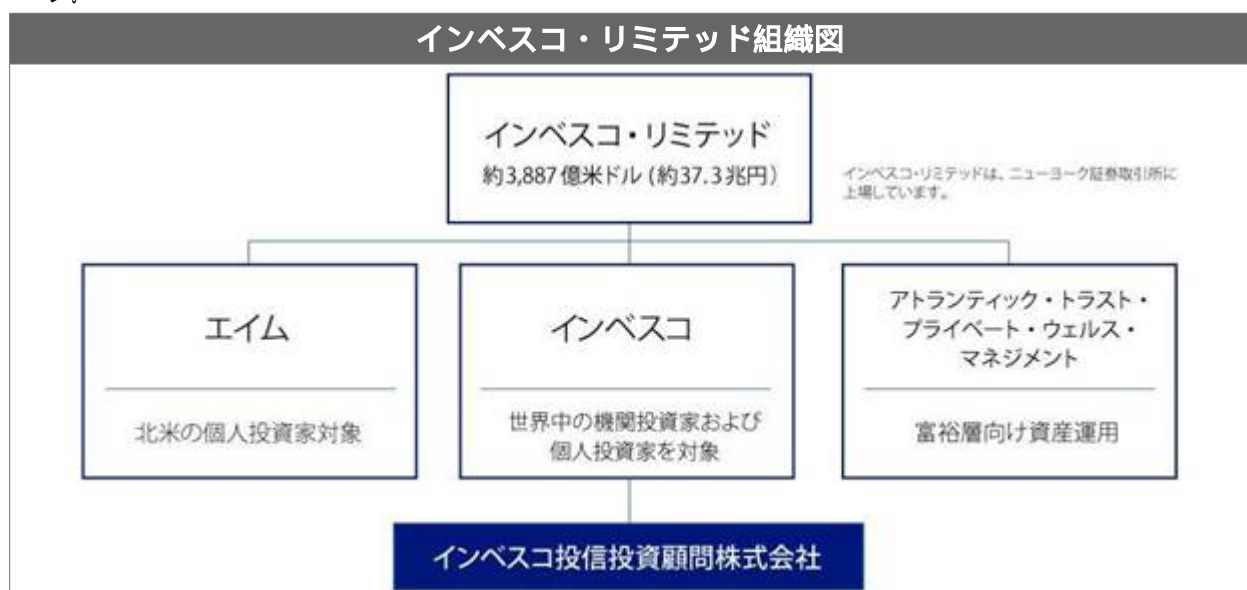 インベスコ・リミテッド組織図
インベスコ・リミテッド
約3,887億米ドル (約37.3兆円)
インベスコ・リミテッドは、ニューヨーク証券取引所に
上場しています。
エイム
北米の個人投資家対象
インベスコ
世界中の機関投資家および
個人投資家を対象
アトランティック・トラスト・
プライベート・ウェルス・
マネジメント
富裕層向け資産運用
インベスコ投信投資顧問株式会社